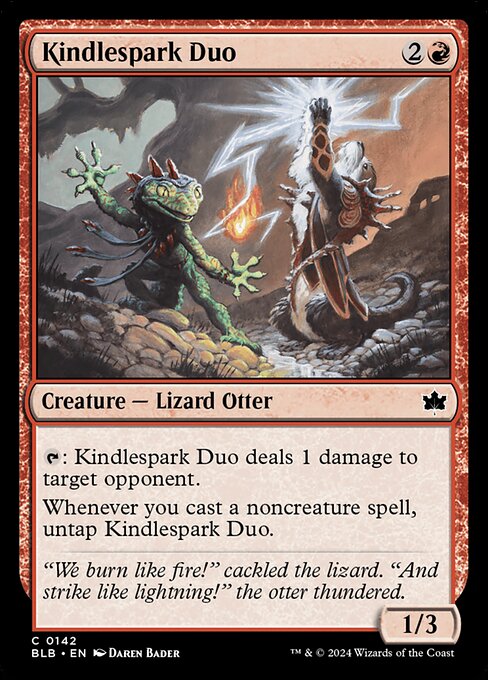 Kindlespark Duo 2
Creature — Lizard Otter
: Kindlespark Duo deals 1 damage to
target opponent.
Whenever you cast a noncreature spell,
untap Kindlespark Duo.
“We burn like fire!” cackled the lizard. “And
strike like lightning!” the otter thundered.
1/3
C 0142
BLB • EN DAREN BADER
™ & © 2024 Wizards of the Coast